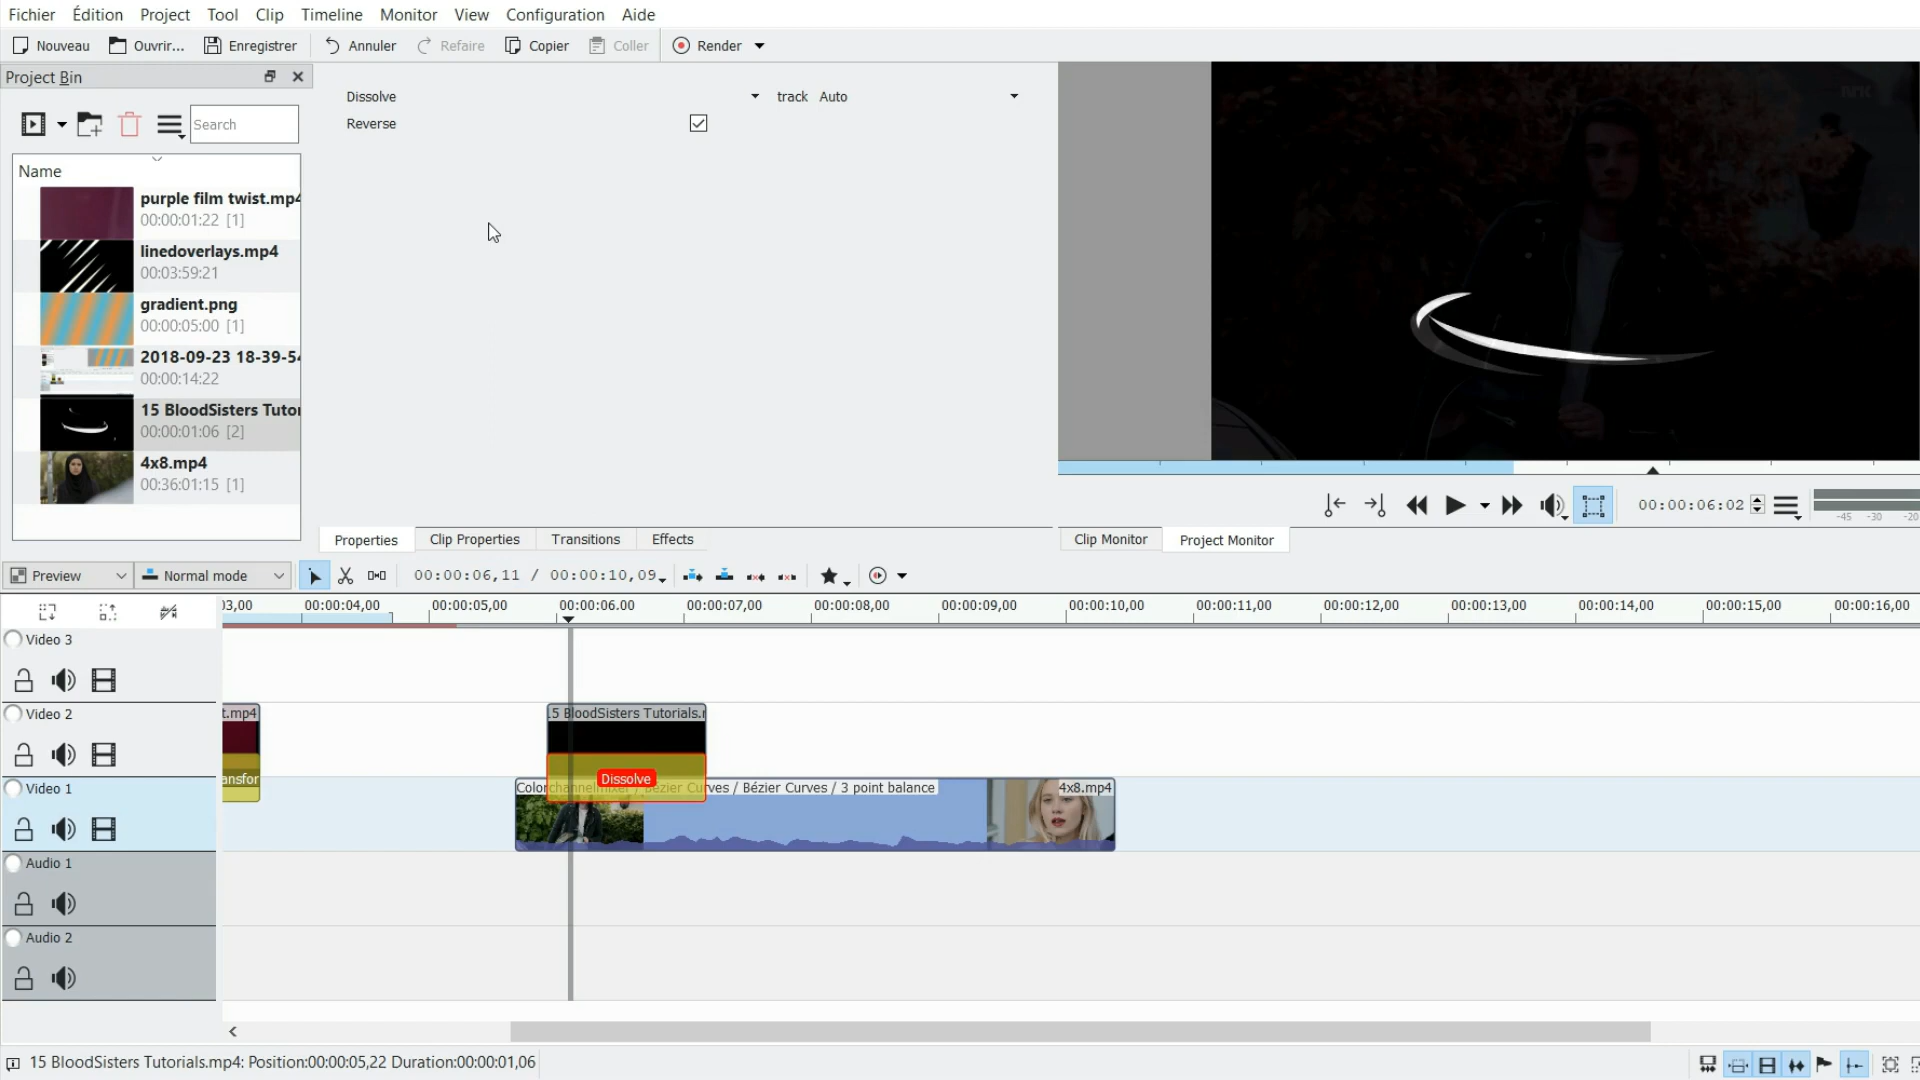 Fichier Édition Project Tool Clip Timeline Monitor View Configuration Aide
Nouveau Ouvrir... Enregistrer Annuler Refaire Copier Coller Render
Project Bin
Search
Name
purple film twist.mp4
00:00:01:22 [1]
linedoverlays.mp4
00:03:59:21
gradient.png
00:00:05:00 [1]
2018-09-23 18-39-54
00:00:14:22
15 BloodSisters Tutor
00:00:01:06 [2]
4x8.mp4
00:36:01:15 [1]
Dissolve track Auto
Reverse
NRK
00:00:06:02
-45 -30 -20
Properties Clip Properties Transitions Effects
Clip Monitor Project Monitor
Preview Normal mode 00:00:06,11 / 00:00:10,09
03,00 00:00:04,00 00:00:05,00 00:00:06.00 00:00:07,00 00:00:08,00 00:00:09,00 00:00:10,00 00:00:11,00 00:00:12,00 00:00:13,00 00:00:14,00 00:00:15,00 00:00:16,00
Video 3
Video 2
t.mp4
15 BloodSisters Tutorials.
ansfor
Dissolve
Video 1
Colorchannelmixer / Bézier Curves / Bézier Curves / 3 point balance
4x8.mp4
Audio 1
Audio 2
15 BloodSisters Tutorials.mp4: Position:00:00:05,22 Duration:00:00:01,06